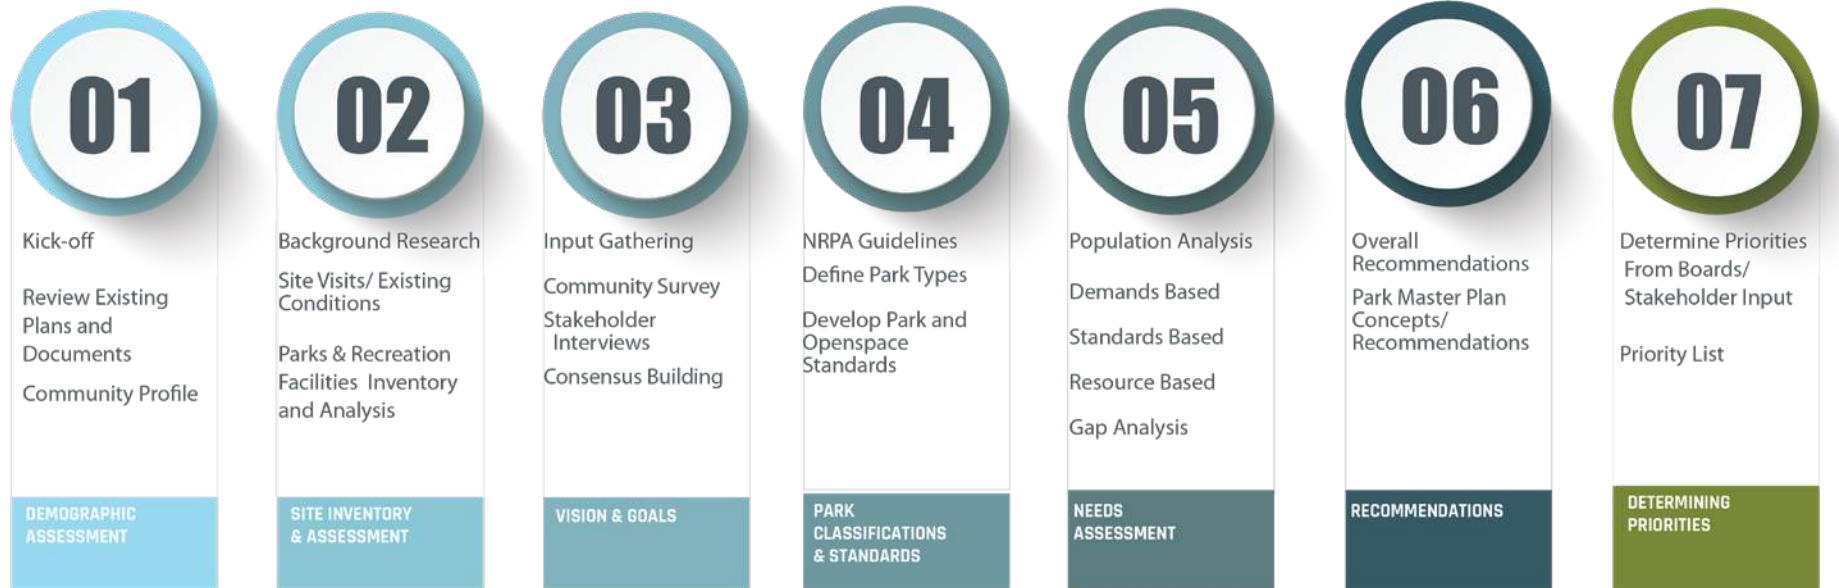 01
Kick-off
Review Existing
Plans and
Documents
Community Profile
DEMOGRAPHIC
ASSESSMENT
02
Background Research
Site Visits/ Existing
Conditions
Parks & Recreation
Facilities Inventory
and Analysis
SITE INVENTORY
& ASSESSMENT
03
Input Gathering
Community Survey
Stakeholder
Interviews
Consensus Building
VISION & GOALS
04
NRPA Guidelines
Define Park Types
Develop Park and
Openspace
Standards
PARK
CLASSIFICATIONS
& STANDARDS
05
Population Analysis
Demands Based
Standards Based
Resource Based
Gap Analysis
NEEDS
ASSESSMENT
06
Overall
Recommendations
Park Master Plan
Concepts/
Recommendations
RECOMMENDATIONS
07
Determine Priorities
From Boards/
Stakeholder Input
Priority List
DETERMINING
PRIORITIES